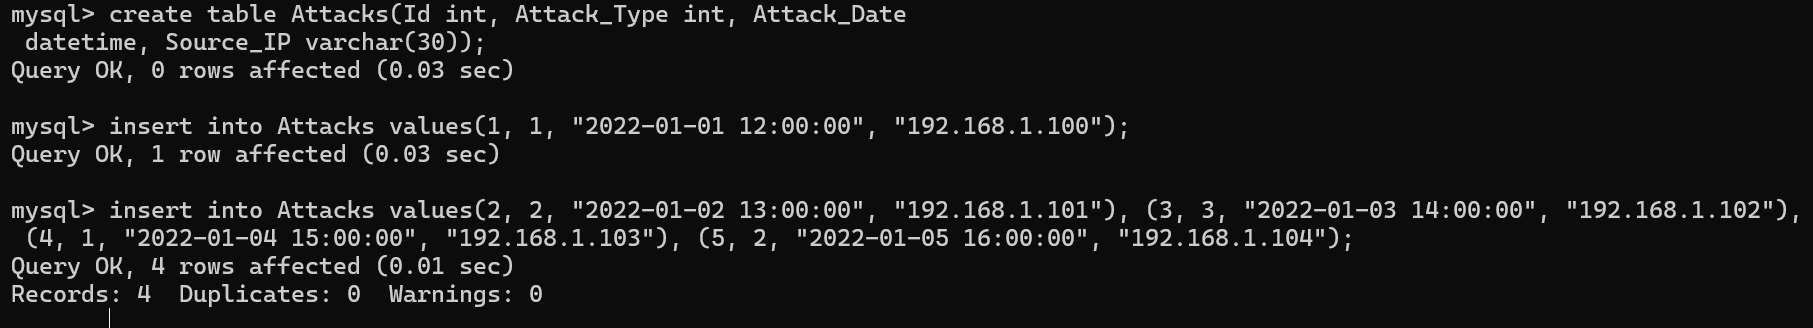 mysql> create table Attacks(Id int, Attack_Type int, Attack_Date
 datetime, Source_IP varchar(30));
Query OK, 0 rows affected (0.03 sec)
mysql> insert into Attacks values(1, 1, "2022-01-01 12:00:00", "192.168.1.100");
Query OK, 1 row affected (0.03 sec)
mysql> insert into Attacks values(2, 2, "2022-01-02 13:00:00", "192.168.1.101"), (3, 3, "2022-01-03 14:00:00", "192.168.1.102"),
 (4, 1, "2022-01-04 15:00:00", "192.168.1.103"), (5, 2, "2022-01-05 16:00:00", "192.168.1.104");
Query OK, 4 rows affected (0.01 sec)
Records: 4  Duplicates: 0  Warnings: 0